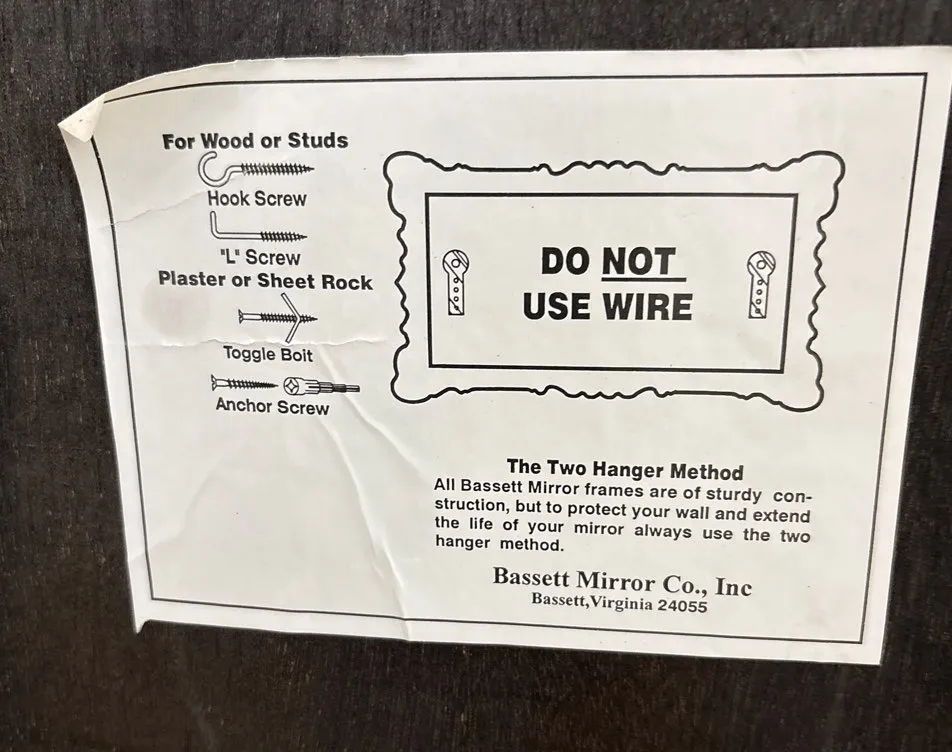 For Wood or Studs
Hook Screw
"L" Screw
Plaster or Sheet Rock
Toggle Bolt
Anchor Screw
DO NOT
USE WIRE
The Two Hanger Method
All Bassett Mirror frames are of sturdy con-
struction, but to protect your wall and extend
the life of your mirror always use the two
hanger method.
Bassett Mirror Co., Inc
Bassett,Virginia 24055